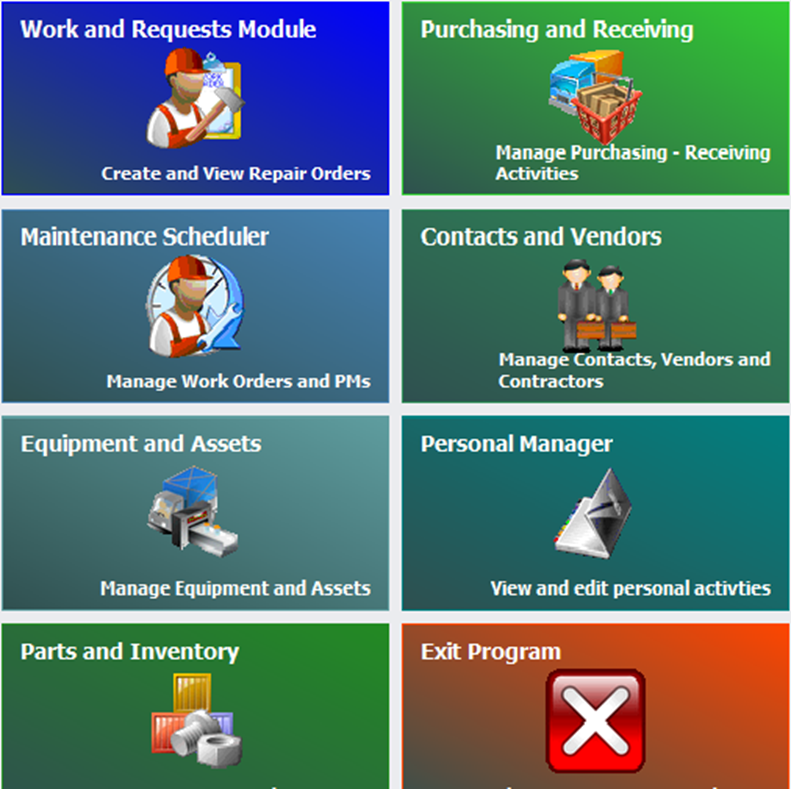 Work and Requests Module
Create and View Repair Orders
Purchasing and Receiving
Manage Purchasing - Receiving
Activities
Maintenance Scheduler
Manage Work Orders and PMs
Contacts and Vendors
Manage Contacts, Vendors and
Contractors
Equipment and Assets
Manage Equipment and Assets
Personal Manager
View and edit personal activties
Parts and Inventory
Exit Program